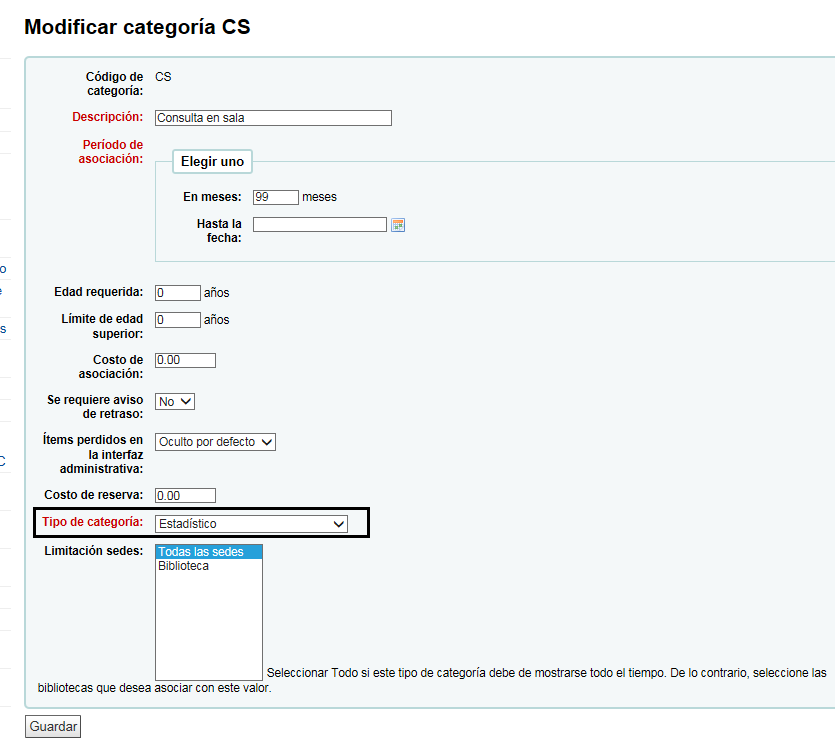 Modificar categoría CS
Código de categoría: CS
Descripción: Consulta en sala
Período de asociación:
Elegir uno
En meses: 99 meses
Hasta la fecha:
Edad requerida: 0 años
Límite de edad superior: 0 años
Costo de asociación: 0.00
Se requiere aviso de retraso: No
Ítems perdidos en la interfaz administrativa: Oculto por defecto
Costo de reserva: 0.00
Tipo de categoría: Estadístico
Limitación sedes: Todas las sedes
Biblioteca
Seleccionar Todo si este tipo de categoría debe de mostrarse todo el tiempo. De lo contrario, seleccione las
bibliotecas que desea asociar con este valor.
Guardar
o
e
s
C